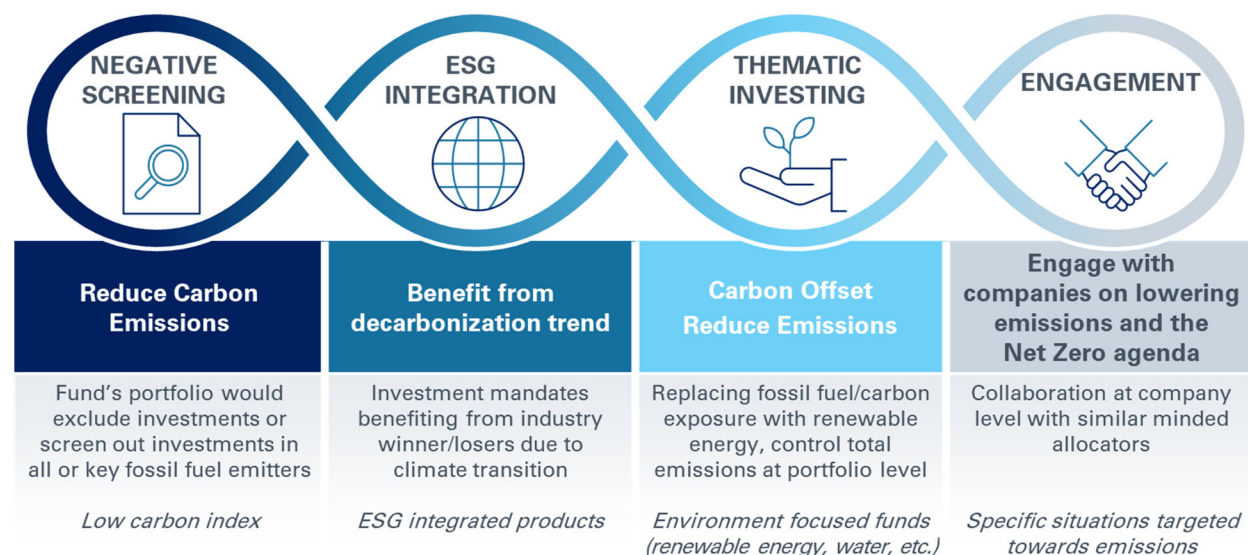 NEGATIVE
SCREENING
ESG
INTEGRATION
THEMATIC
INVESTING
ENGAGEMENT
Reduce Carbon
Emissions
Benefit from
decarbonization trend
Carbon Offset
Reduce Emissions
Engage with
companies on lowering
emissions and the
Net Zero agenda
Fund's portfolio would
exclude investments or
screen out investments in
all or key fossil fuel emitters
Low carbon index
Investment mandates
benefiting from industry
winner/losers due to
climate transition
ESG integrated products
Replacing fossil fuel/carbon
exposure with renewable
energy, control total
emissions at portfolio level
Environment focused funds
(renewable energy, water, etc.)
Collaboration at company
level with similar minded
allocators
Specific situations targeted
towards emissions